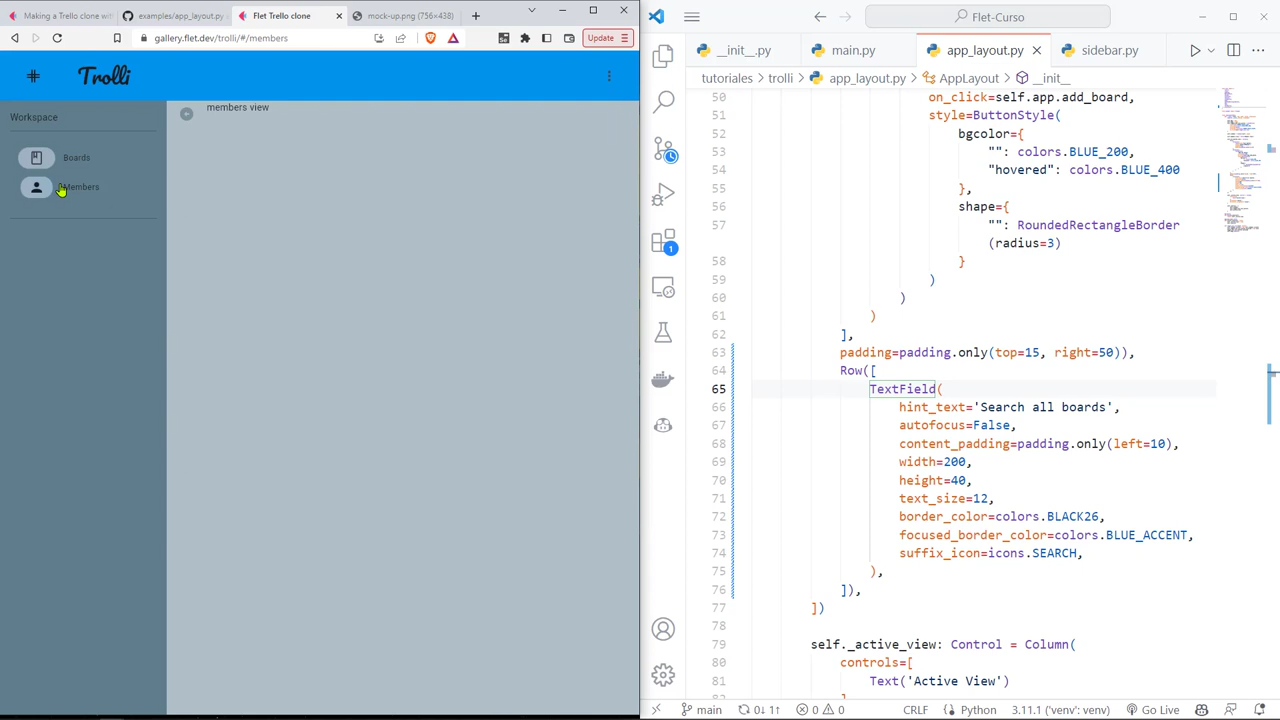 Making a Trello clone with
examples/app_layout.py
Flet Trello clone
mock-up.png (756×438)
gallery.flet.dev/trolli/#/members
Update
Trolli
Workspace
Boards
Members
members view
Flet-Curso
__init__.py
main.py
app_layout.py
sidebar.py
tutoriales > trolli > app_layout.py > AppLayout > __init__
50 on_click=self.app.add_board,
51 style=ButtonStyle(
52 bgcolor={
53 "": colors.BLUE_200,
54 "hovered": colors.BLUE_400
55 },
56 shape={
57 "": RoundedRectangleBorder
(radius=3)
58 }
59 )
60 )
61 )
62 ],
63 padding=padding.only(top=15, right=50)),
64 Row([
65 TextField(
66 hint_text='Search all boards',
67 autofocus=False,
68 content_padding=padding.only(left=10),
69 width=200,
70 height=40,
71 text_size=12,
72 border_color=colors.BLACK26,
73 focused_border_color=colors.BLUE_ACCENT,
74 suffix_icon=icons.SEARCH,
75 ),
76 ]),
77 ])
78
79 self._active_view: Control = Column(
80 controls=[
81 Text('Active View')
1
main
0↓ 1↑
0
0
CRLF
Python
3.11.1 ('venv': venv)
Go Live